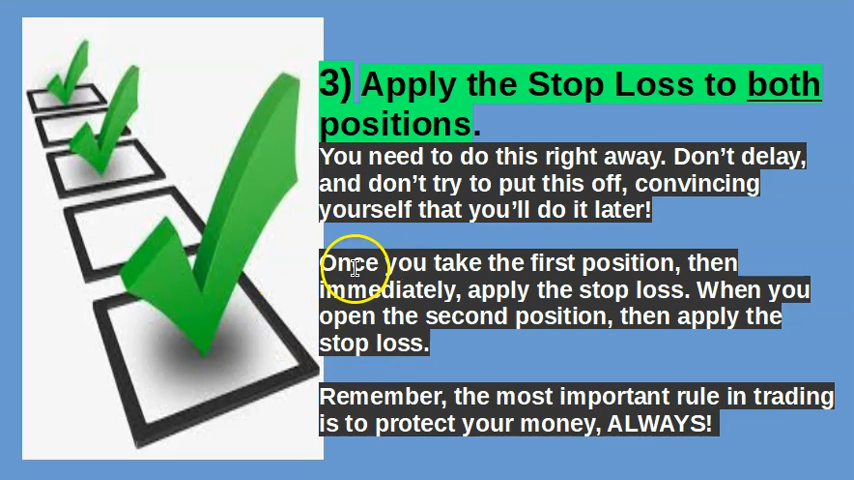 3) Apply the Stop Loss to both
positions.
You need to do this right away. Don’t delay,
and don’t try to put this off, convincing
yourself that you’ll do it later!
Once you take the first position, then
immediately, apply the stop loss. When you
open the second position, then apply the
stop loss.
Remember, the most important rule in trading
is to protect your money, ALWAYS!